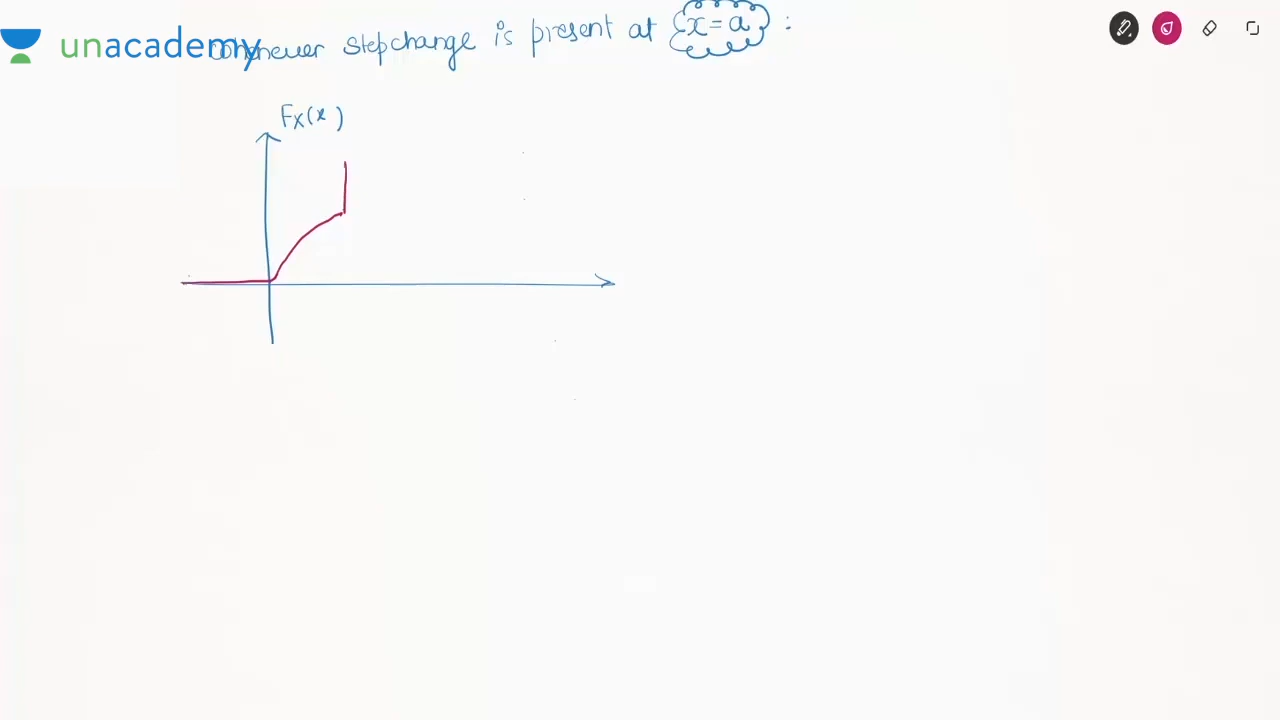 unacademy
whenever stepchange is present at x=a :
Fx(x)